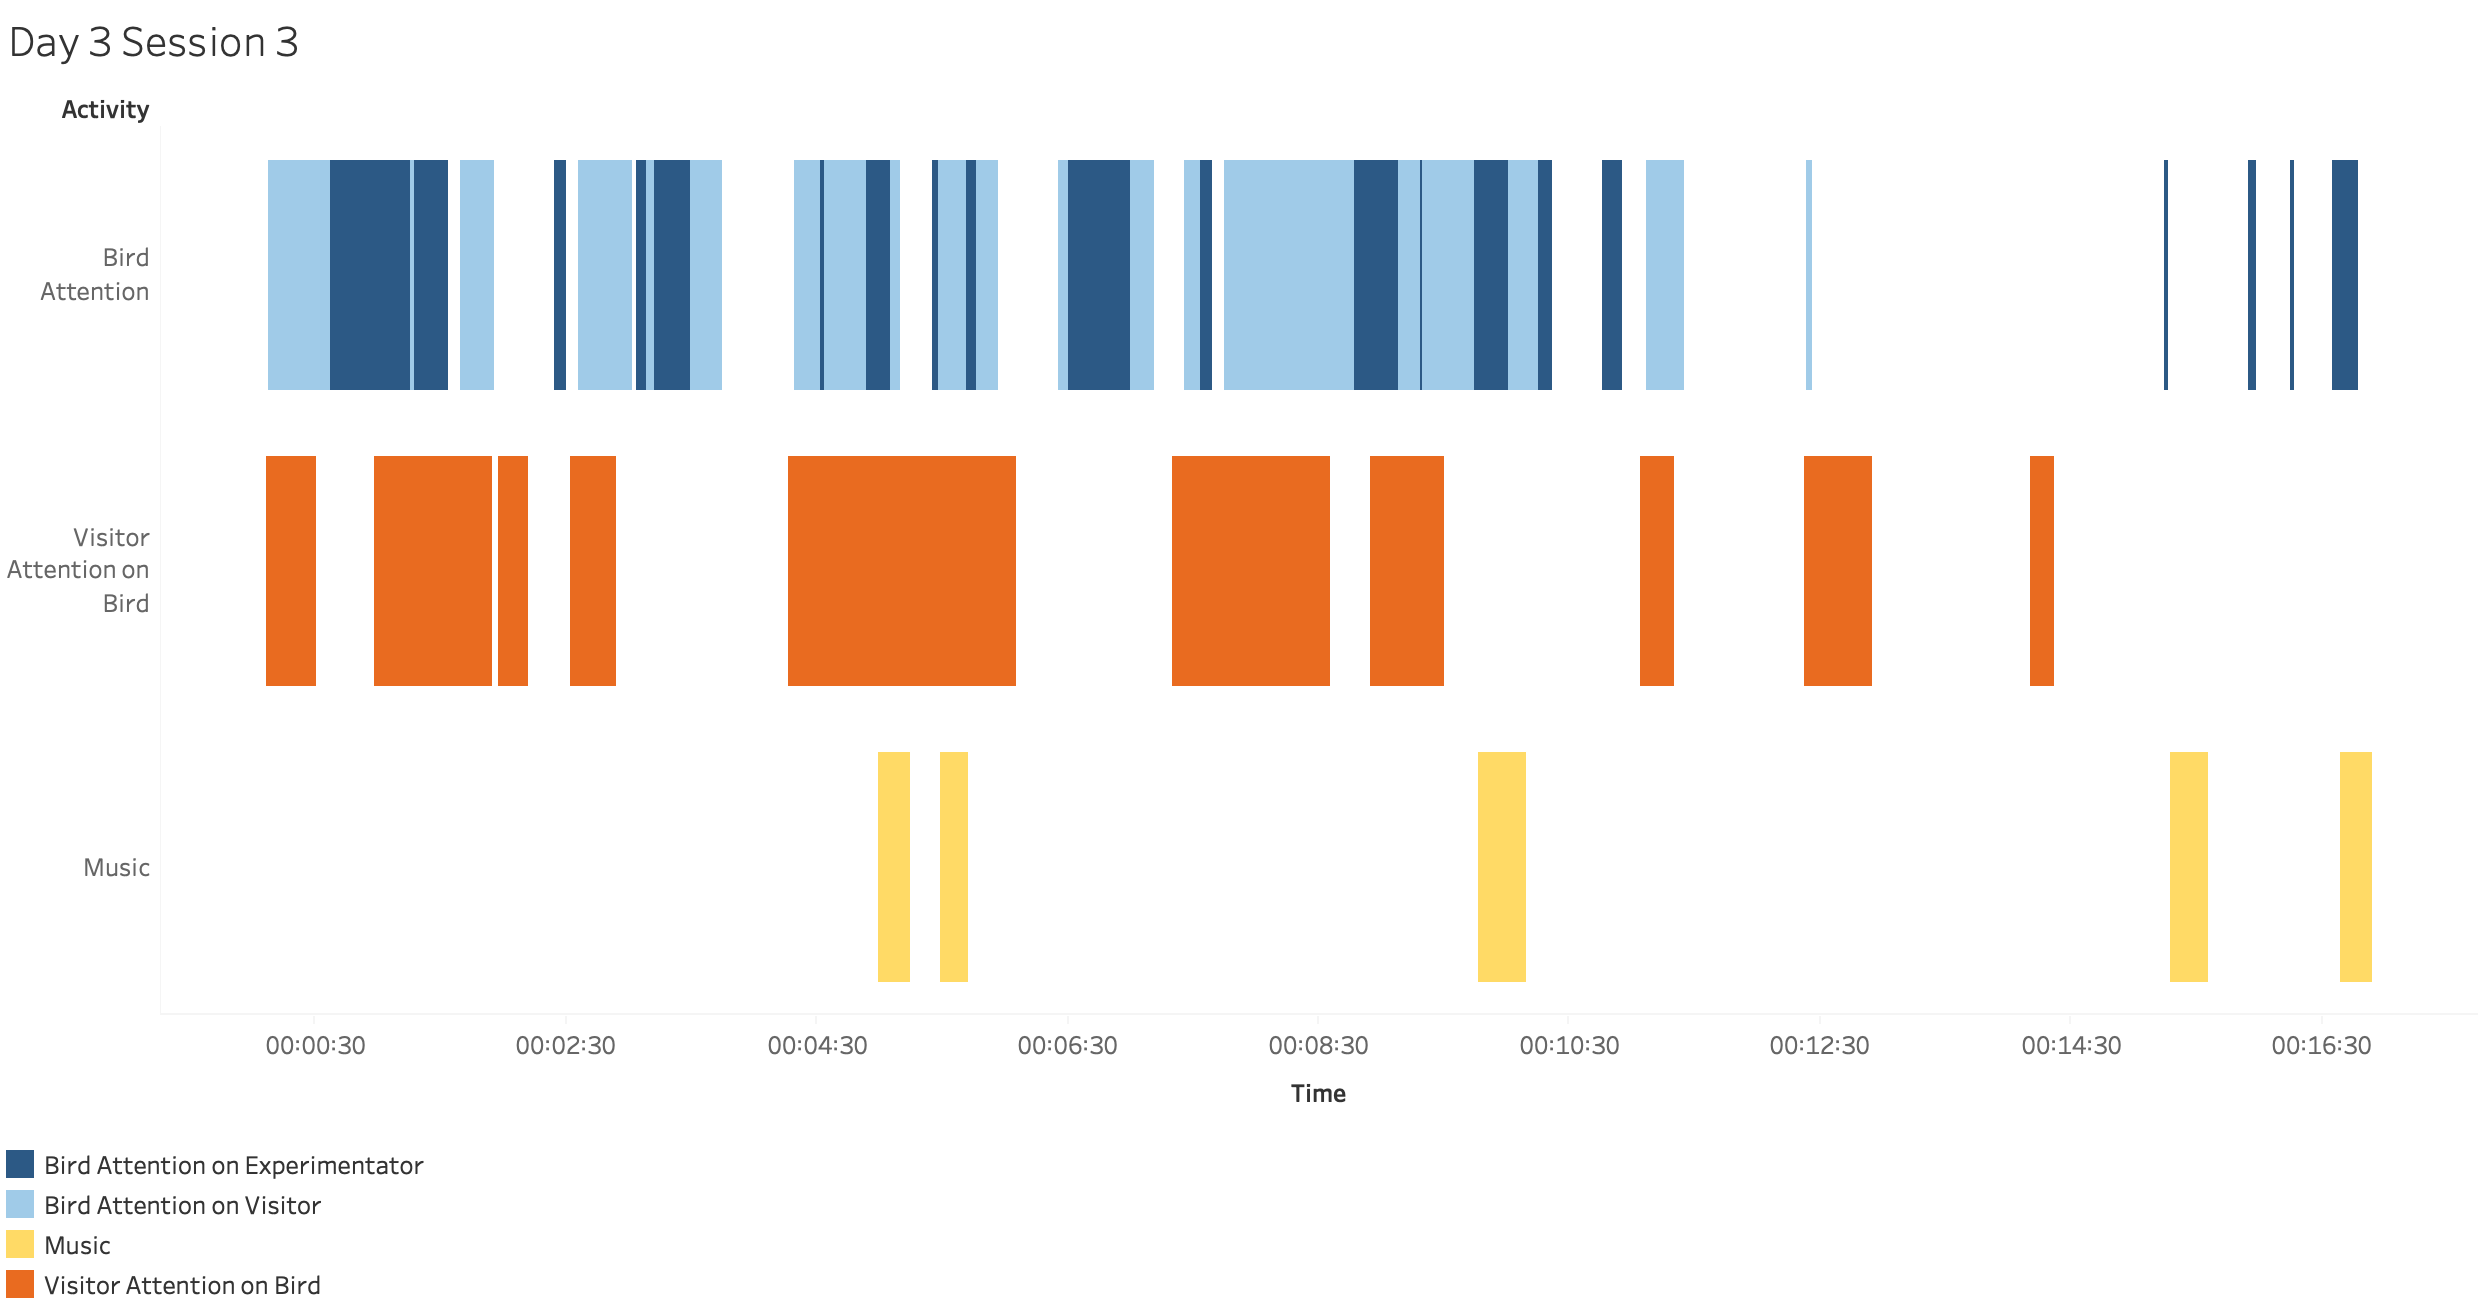 Day 3 Session 3
Activity
Bird
Attention
Visitor
Attention on
Bird
Music
00:00:30 00:02:30 00:04:30 00:06:30 00:08:30 00:10:30 00:12:30 00:14:30 00:16:30
Time
Bird Attention on Experimentator
Bird Attention on Visitor
Music
Visitor Attention on Bird